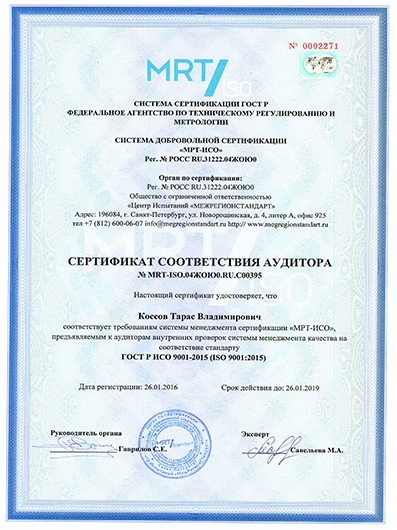 № 0002271
MRT
ISO
СИСТЕМА СЕРТИФИКАЦИИ ГОСТ Р
ФЕДЕРАЛЬНОЕ АГЕНТСТВО ПО ТЕХНИЧЕСКОМУ РЕГУЛИРОВАНИЮ И
МЕТРОЛОГИИ
СИСТЕМА ДОБРОВОЛЬНОЙ СЕРТИФИКАЦИИ
«МРТ-ИСО»
Рег. № РОСС RU.31222.04ЖОЮ0
Орган по сертификации:
Рег. № РОСС RU.31222.04ЖОЮ0
Общество с ограниченной ответственностью
«Центр Испытаний «МЕЖРЕГИОНСТАНДАРТ»
Адрес: 196084, г. Санкт-Петербург, ул. Новорощинская, д. 4, литер А, офис 925
тел +7 (812) 600-06-07 info@megregionstandart.ru http:// www.megregionstandart.ru
СЕРТИФИКАТ СООТВЕТСТВИЯ АУДИТОРА
№ MRT-ISO.04ЖОЮ0.RU.C00395
Настоящий сертификат удостоверяет, что
Коссов Тарас Владимирович
соответствует требованиям системы менеджмента сертификации «МРТ-ИСО»,
предъявляемым к аудиторам внутренних проверок системы менеджмента качества на
соответствие стандарту
ГОСТ Р ИСО 9001-2015 (ISO 9001:2015)
Дата регистрации: 26.01.2016 Срок действия до: 26.01.2019
Руководитель органа Эксперт
Гаврилов С.Е. Савельева М.А.
MRT
standart